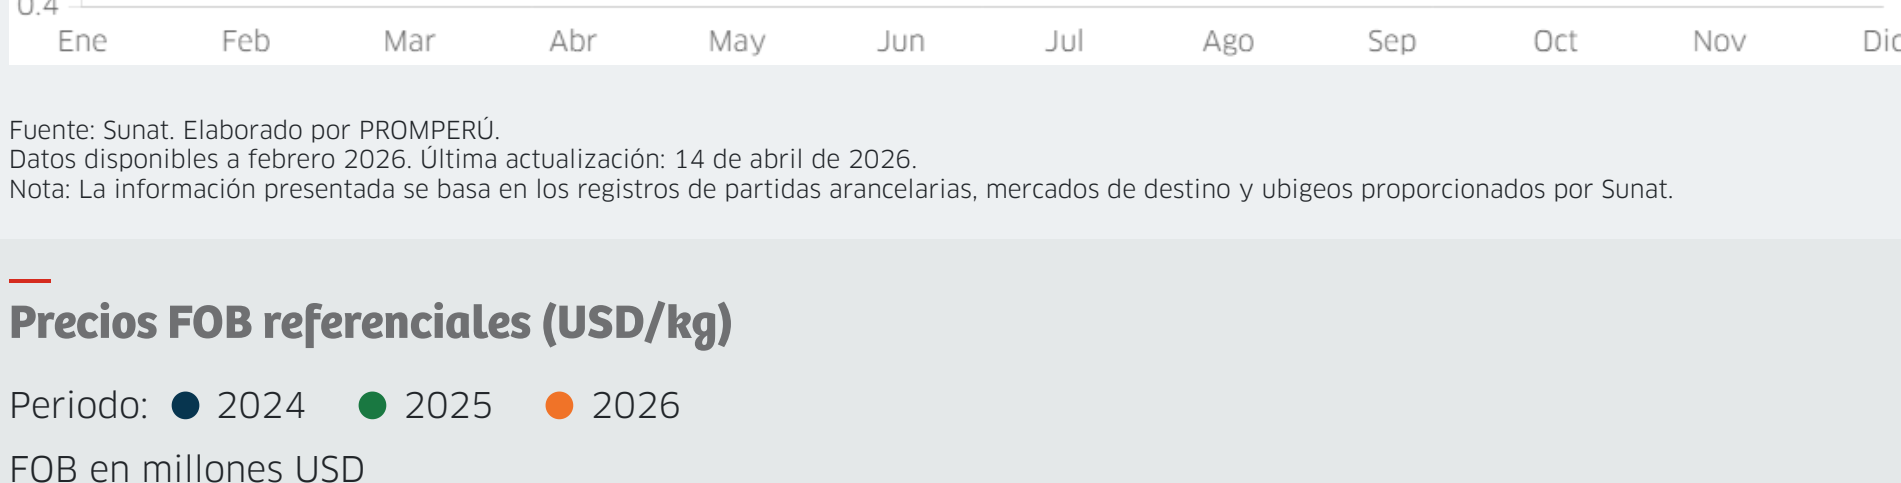 0.4
Ene Feb Mar Abr May Jun Jul Ago Sep Oct Nov Dic
Fuente: Sunat. Elaborado por PROMPERÚ.
Datos disponibles a febrero 2026. Última actualización: 14 de abril de 2026.
Nota: La información presentada se basa en los registros de partidas arancelarias, mercados de destino y ubigeos proporcionados por Sunat.
Precios FOB referenciales (USD/kg)
Periodo: 2024 2025 2026
FOB en millones USD